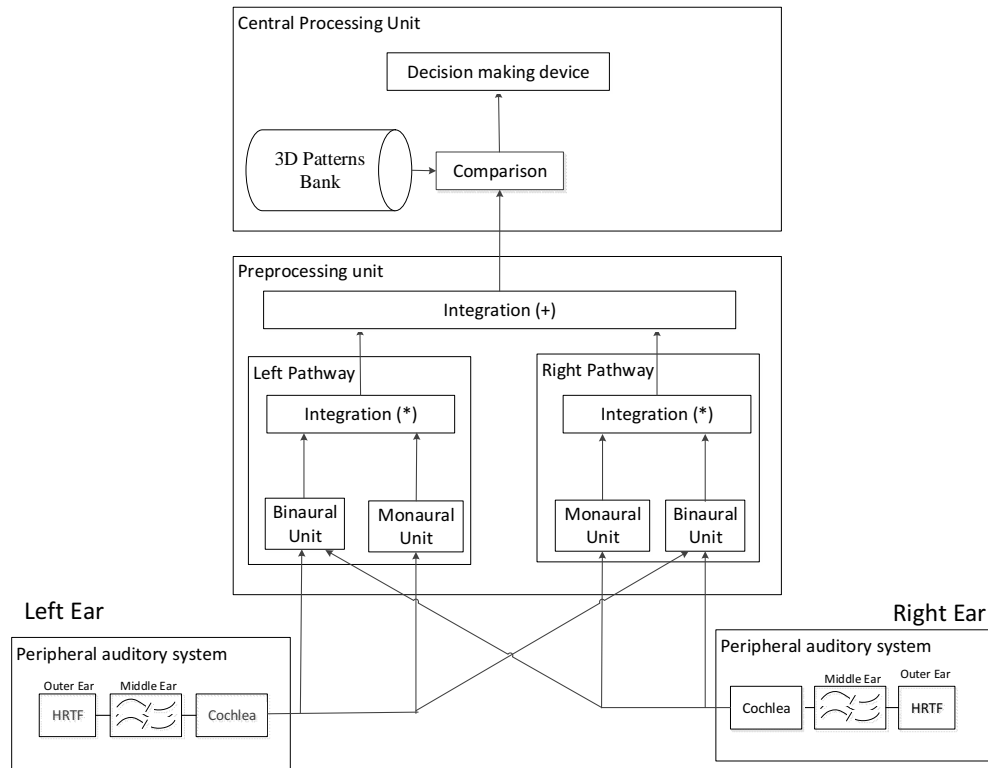 Central Processing Unit
Decision making device
3D Patterns
Bank
Comparison
Preprocessing unit
Integration (+)
Left Pathway
Right Pathway
Integration (*)
Integration (*)
Binaural
Unit
Monaural
Unit
Monaural
Unit
Binaural
Unit
Left Ear
Right Ear
Peripheral auditory system
Outer Ear
Middle Ear
HRTF
Cochlea
Peripheral auditory system
Middle Ear
Outer Ear
Cochlea
HRTF